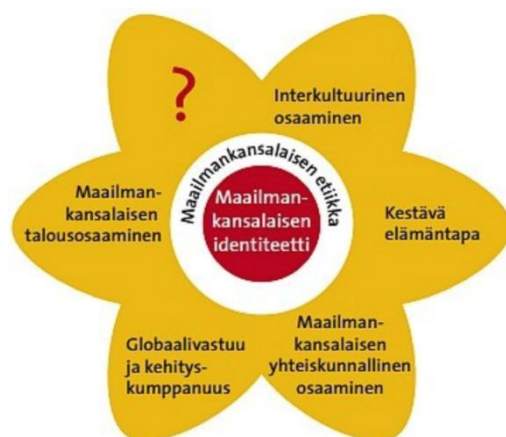 ?
Interkultuurinen
osaaminen
Maailman-
kansalaisen
talousosaaminen
Maailmankansalaisen etiikka
Maailman-
kansalaisen
identiteetti
Kestävä
elämäntapa
Globaalivastuu
ja kehitys-
kumppanuus
Maailman-
kansalaisen
yhteiskunnallinen
osaaminen